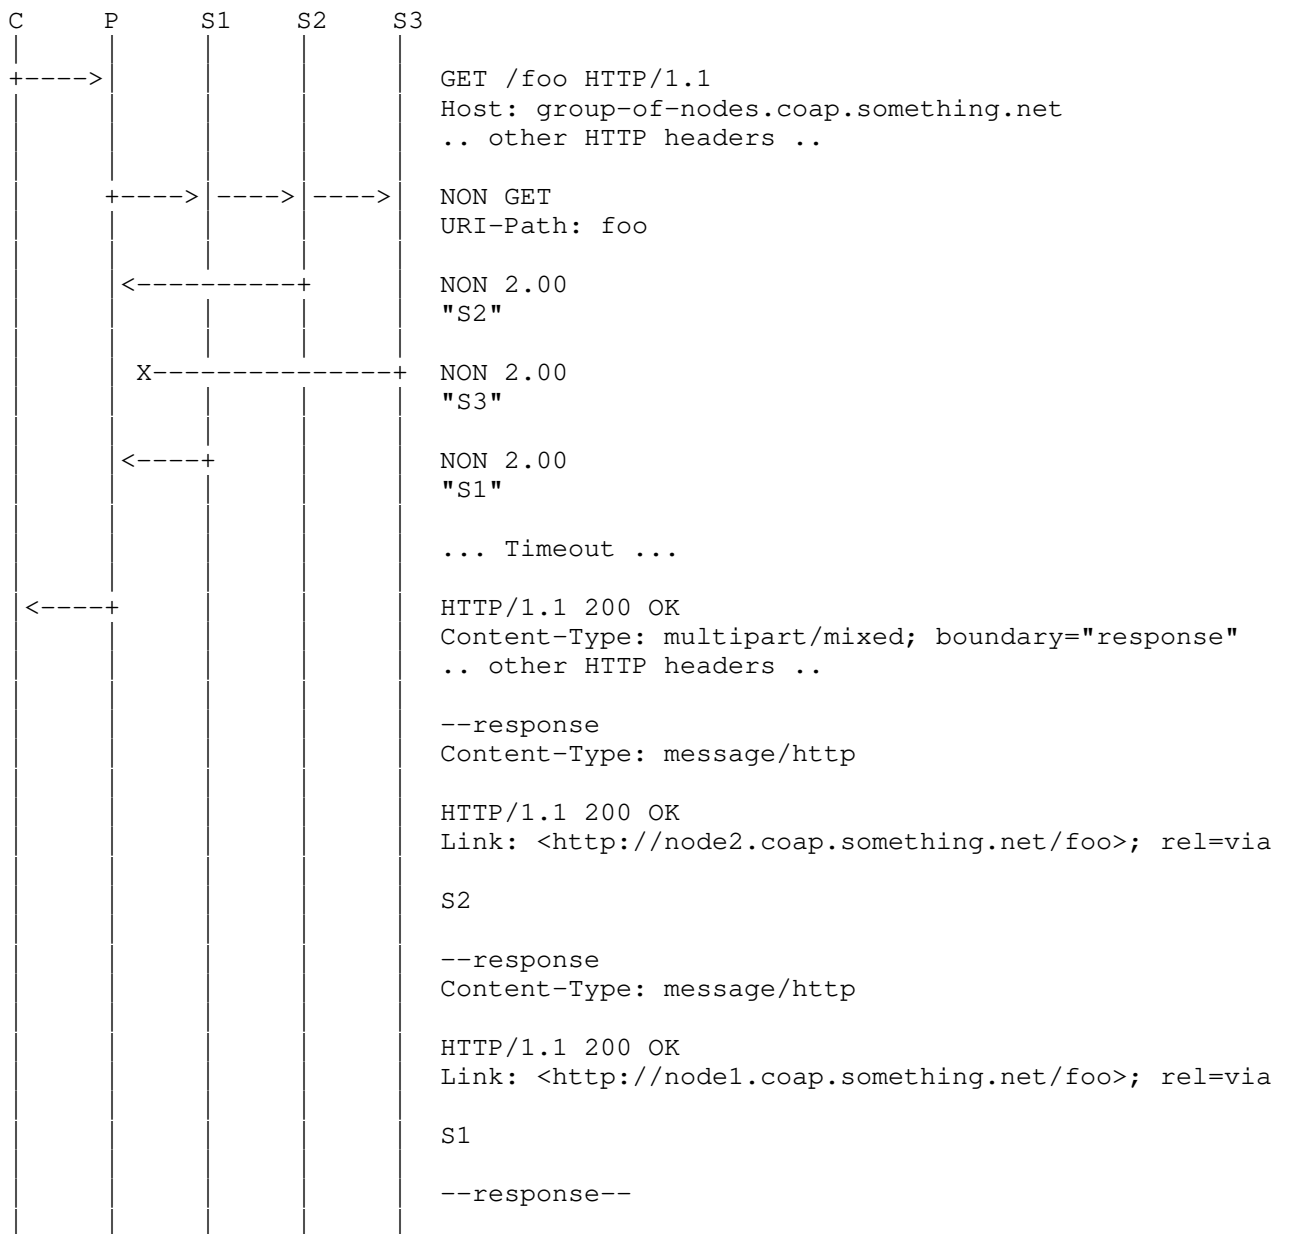 C P S1 S2 S3
GET /foo HTTP/1.1
Host: group-of-nodes.coap.something.net
.. other HTTP headers ..
NON GET
URI-Path: foo
NON 2.00
"S2"
X NON 2.00
"S3"
NON 2.00
"S1"
... Timeout ...
HTTP/1.1 200 OK
Content-Type: multipart/mixed; boundary="response"
.. other HTTP headers ..
--response
Content-Type: message/http
HTTP/1.1 200 OK
Link: <http://node2.coap.something.net/foo>; rel=via
S2
--response
Content-Type: message/http
HTTP/1.1 200 OK
Link: <http://node1.coap.something.net/foo>; rel=via
S1
--response--